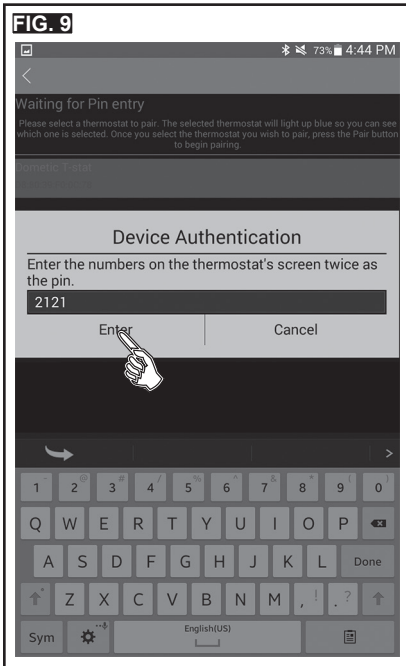 FIG. 9
73% 4:44 PM
Waiting for Pin entry
Please select a thermostat to pair. The selected thermostat will light up blue so you can see
which one is selected. Once you select the thermostat you wish to pair, press the Pair button
to begin pairing.
Dometic T-stat
Device Authentication
Enter the numbers on the thermostat's screen twice as
the pin.
2121
Enter Cancel
>
1 - 2 @ 3 # 4 / 5 % 6 ^ 7 & 8 * 9 ( 0 )
Q W E R T Y U I O P
A S D F G H J K L Done
Z X C V B N M , ! . ?
Sym English(US)